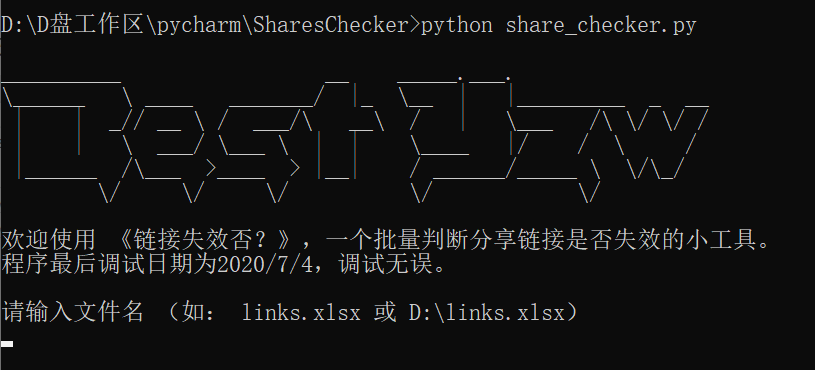 D:\D盘工作区\pycharm\SharesChecker>python share_checker.py
Best Yzw
欢迎使用 《链接失效否？》，一个批量判断分享链接是否失效的小工具。
程序最后调试日期为2020/7/4，调试无误。
请输入文件名 （如： links.xlsx 或 D:\links.xlsx）